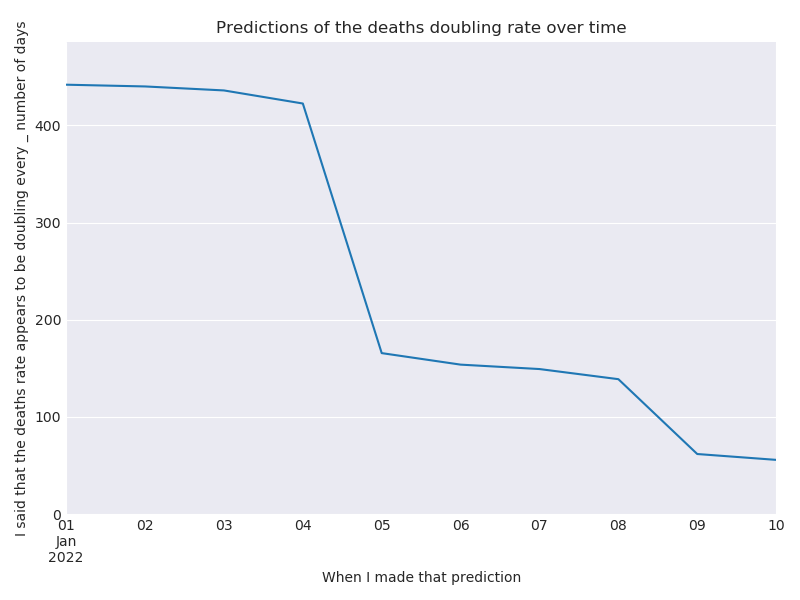 Predictions of the deaths doubling rate over time
I said that the deaths rate appears to be doubling every _ number of days
400
300
200
100
0
01 02 03 04 05 06 07 08 09 10
Jan
2022
When I made that prediction